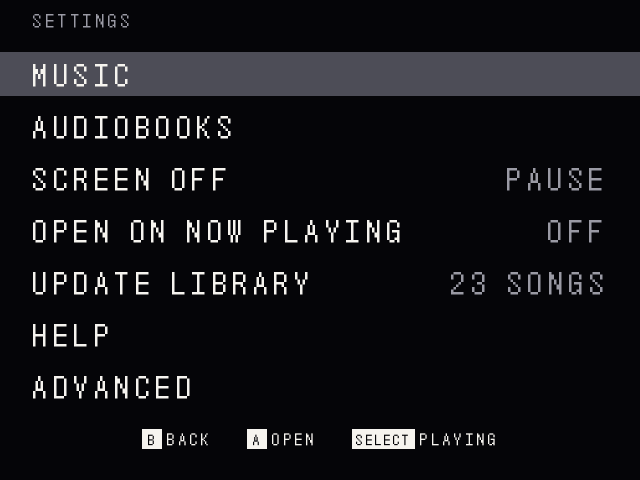 SETTINGS
MUSIC
AUDIOBOOKS
SCREEN OFF PAUSE
OPEN ON NOW PLAYING OFF
UPDATE LIBRARY 23 SONGS
HELP
ADVANCED
B BACK A OPEN SELECT PLAYING